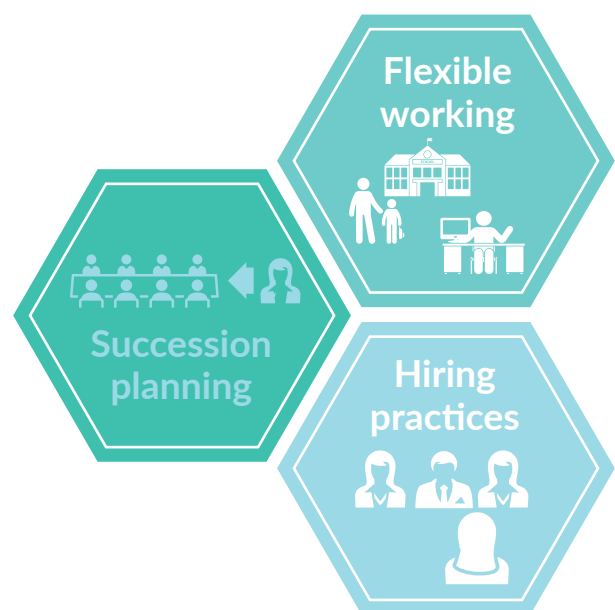 Flexible
working
Succession
planning
Hiring
practices